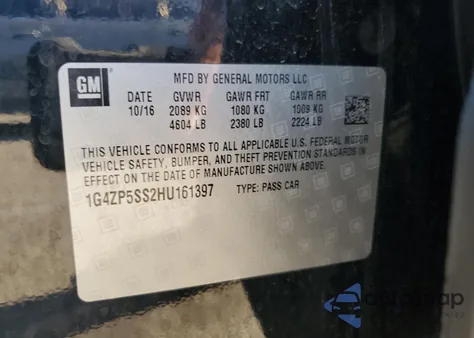 GM
MFD BY GENERAL MOTORS LLC
DATE GVWR GAWR FRT GAWR RR
10/16 2089 KG 1080 KG 1009 KG
4604 LB 2380 LB 2224 LB
THIS VEHICLE CONFORMS TO ALL APPLICABLE U.S. FEDERAL MOTOR
VEHICLE SAFETY, BUMPER, AND THEFT PREVENTION STANDARDS IN
EFFECT ON THE DATE OF MANUFACTURE SHOWN ABOVE.
1G4ZP5SS2HU161397 TYPE: PASS CAR